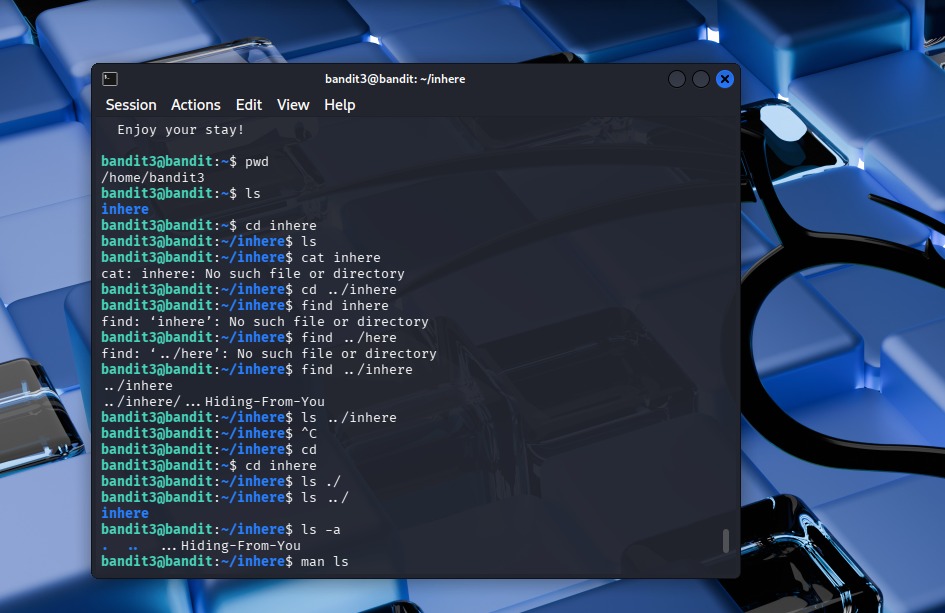 bandit3@bandit: ~/inhere
Session Actions Edit View Help
Enjoy your stay!
bandit3@bandit:~$ pwd
/home/bandit3
bandit3@bandit:~$ ls
inhere
bandit3@bandit:~$ cd inhere
bandit3@bandit:~/inhere$ ls
bandit3@bandit:~/inhere$ cat inhere
cat: inhere: No such file or directory
bandit3@bandit:~/inhere$ cd ../inhere
bandit3@bandit:~/inhere$ find inhere
find: ‘inhere’: No such file or directory
bandit3@bandit:~/inhere$ find ../here
find: ‘../here’: No such file or directory
bandit3@bandit:~/inhere$ find ../inhere
../inhere
../inhere/...Hiding-From-You
bandit3@bandit:~/inhere$ ls ../inhere
bandit3@bandit:~/inhere$ ^C
bandit3@bandit:~/inhere$ cd
bandit3@bandit:~$ cd inhere
bandit3@bandit:~/inhere$ ls ./
bandit3@bandit:~/inhere$ ls ../
inhere
bandit3@bandit:~/inhere$ ls -a
. .. ...Hiding-From-You
bandit3@bandit:~/inhere$ man ls